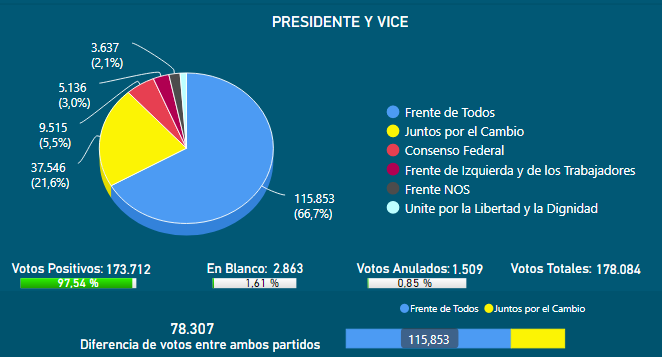 PRESIDENTE Y VICE
3.637
(2,1%)
5.136
(3,0%)
9.515
(5,5%)
37.546
(21,6%)
115.853
(66,7%)
Frente de Todos
Juntos por el Cambio
Consenso Federal
Frente de Izquierda y de los Trabajadores
Frente NOS
Unite por la Libertad y la Dignidad
Votos Positivos: 173.712
97,54 %
En Blanco: 2.863
1,61 %
Votos Anulados: 1.509
0,85 %
Votos Totales: 178.084
Frente de Todos Juntos por el Cambio
78.307
Diferencia de votos entre ambos partidos
115,853